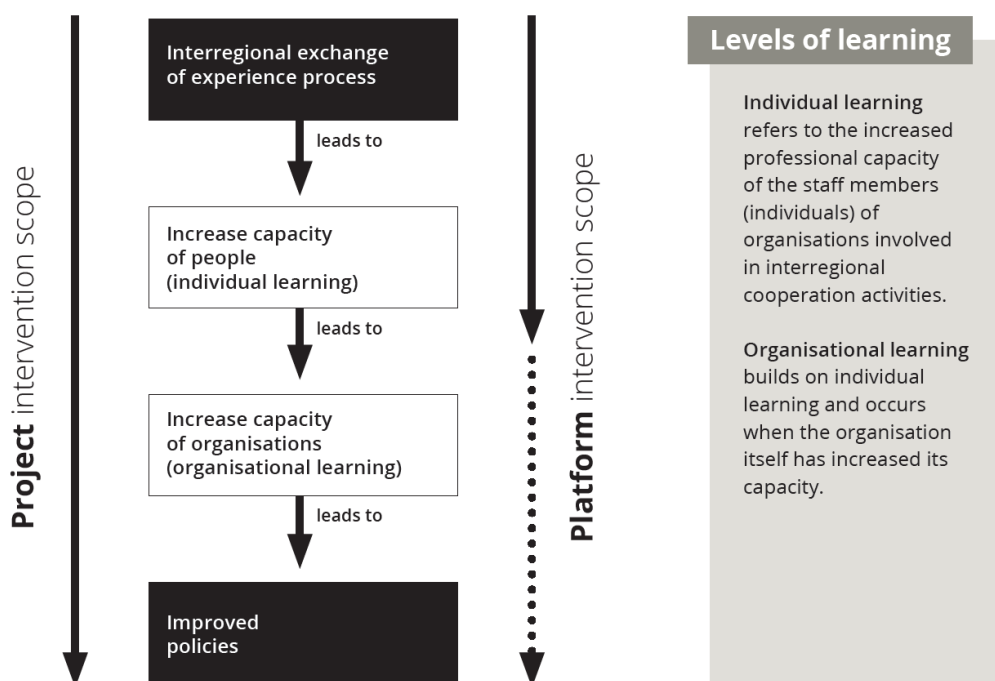 Project intervention scope
Interregional exchange
of experience process
leads to
Increase capacity
of people
(individual learning)
leads to
Increase capacity
of organisations
(organisational learning)
leads to
Improved
policies
Platform intervention scope
Levels of learning
Individual learning
refers to the increased
professional capacity
of the staff members
(individuals) of
organisations involved
in interregional
cooperation activities.
Organisational learning
builds on individual
learning and occurs
when the organisation
itself has increased its
capacity.